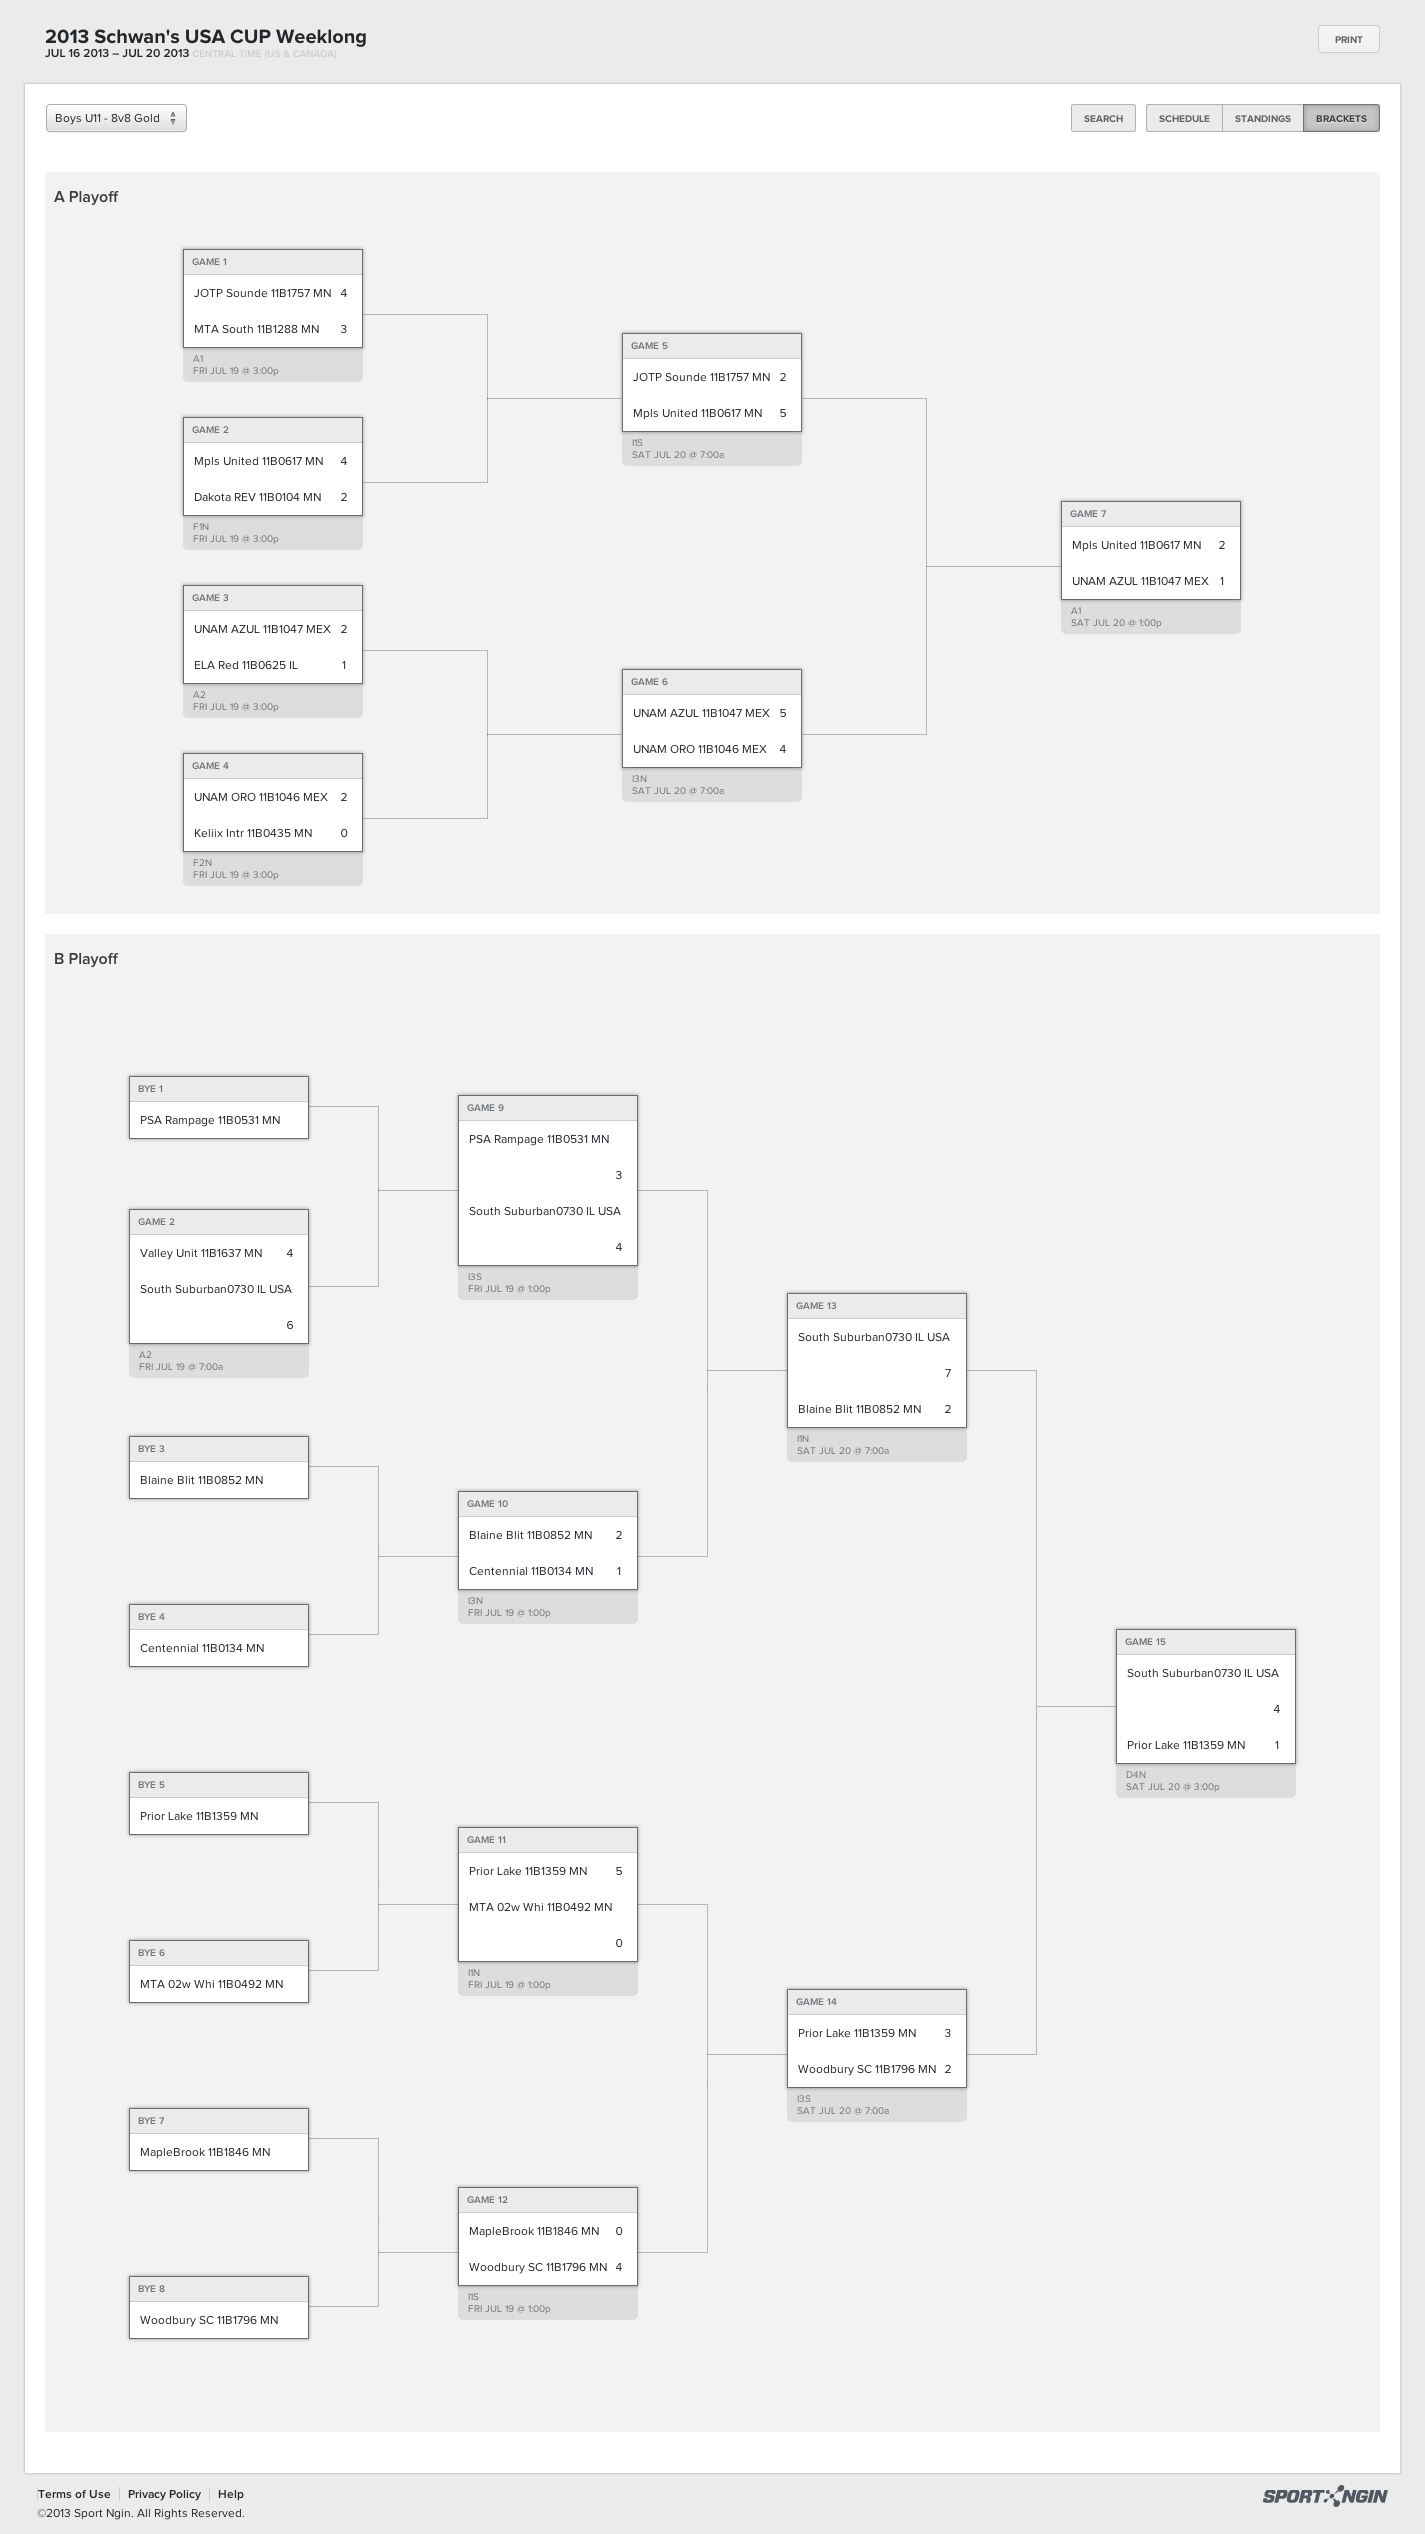 2013 Schwan's USA CUP Weeklong
JUL 16 2013 – JUL 20 2013 CENTRAL TIME (US & CANADA)
PRINT
Boys U11 - 8v8 Gold
SEARCH SCHEDULE STANDINGS BRACKETS
A Playoff
GAME 1
JOTP Sounde 11B1757 MN 4
MTA South 11B1288 MN 3
A1
FRI JUL 19 @ 3:00p
GAME 2
Mpls United 11B0617 MN 4
Dakota REV 11B0104 MN 2
F1N
FRI JUL 19 @ 3:00p
GAME 3
UNAM AZUL 11B1047 MEX 2
ELA Red 11B0625 IL 1
A2
FRI JUL 19 @ 3:00p
GAME 4
UNAM ORO 11B1046 MEX 2
Keliix Intr 11B0435 MN 0
F2N
FRI JUL 19 @ 3:00p
GAME 5
JOTP Sounde 11B1757 MN 2
Mpls United 11B0617 MN 5
I1S
SAT JUL 20 @ 7:00a
GAME 6
UNAM AZUL 11B1047 MEX 5
UNAM ORO 11B1046 MEX 4
I3N
SAT JUL 20 @ 7:00a
GAME 7
Mpls United 11B0617 MN 2
UNAM AZUL 11B1047 MEX 1
A1
SAT JUL 20 @ 1:00p
B Playoff
BYE 1
PSA Rampage 11B0531 MN
GAME 2
Valley Unit 11B1637 MN 4
South Suburban0730 IL USA
6
A2
FRI JUL 19 @ 7:00a
BYE 3
Blaine Blit 11B0852 MN
BYE 4
Centennial 11B0134 MN
BYE 5
Prior Lake 11B1359 MN
BYE 6
MTA 02w Whi 11B0492 MN
BYE 7
MapleBrook 11B1846 MN
BYE 8
Woodbury SC 11B1796 MN
GAME 9
PSA Rampage 11B0531 MN
3
South Suburban0730 IL USA
4
I3S
FRI JUL 19 @ 1:00p
GAME 10
Blaine Blit 11B0852 MN 2
Centennial 11B0134 MN 1
I3N
FRI JUL 19 @ 1:00p
GAME 11
Prior Lake 11B1359 MN 5
MTA 02w Whi 11B0492 MN
0
I1N
FRI JUL 19 @ 1:00p
GAME 12
MapleBrook 11B1846 MN 0
Woodbury SC 11B1796 MN 4
I1S
FRI JUL 19 @ 1:00p
GAME 13
South Suburban0730 IL USA
7
Blaine Blit 11B0852 MN 2
I1N
SAT JUL 20 @ 7:00a
GAME 14
Prior Lake 11B1359 MN 3
Woodbury SC 11B1796 MN 2
I3S
SAT JUL 20 @ 7:00a
GAME 15
South Suburban0730 IL USA
4
Prior Lake 11B1359 MN 1
D4N
SAT JUL 20 @ 3:00p
Terms of Use Privacy Policy Help
©2013 Sport Ngin. All Rights Reserved.
SPORT NGIN